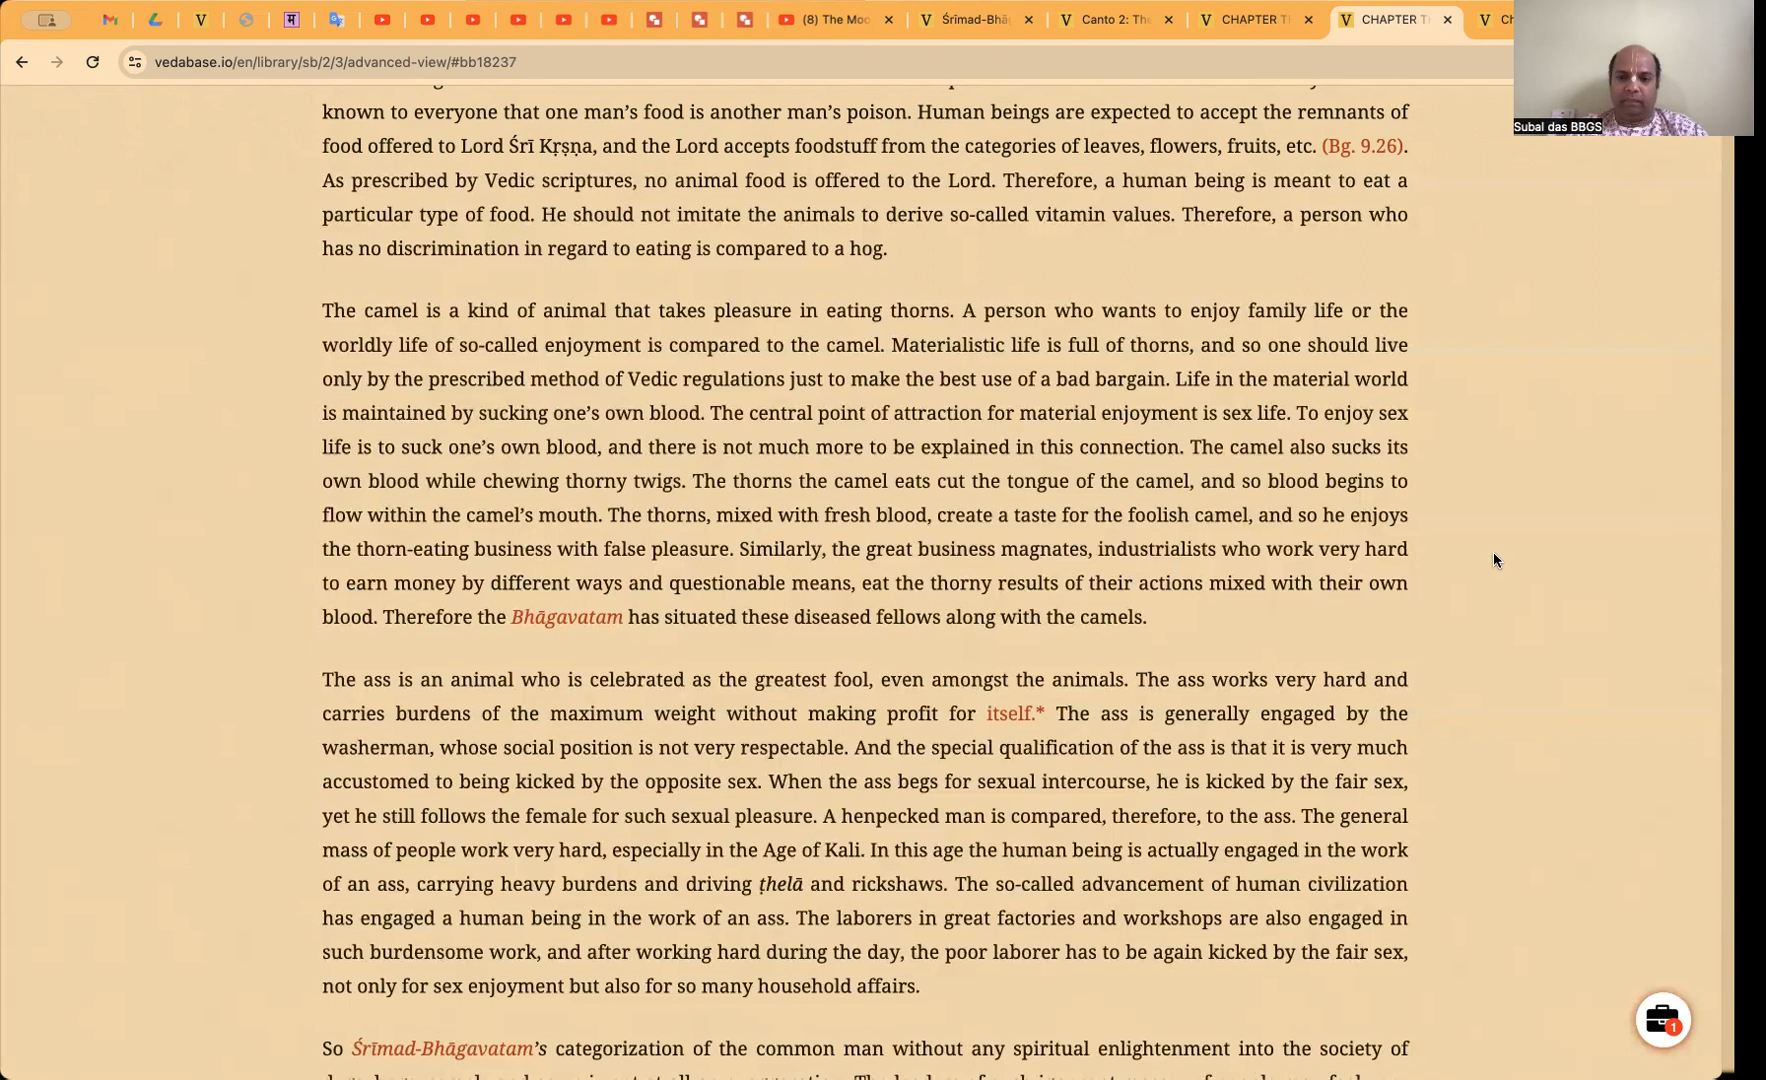 (8) The Moo
Śrīmad-Bhāg
Canto 2: The
CHAPTER T
CHAPTER T
Ch
vedabase.io/en/library/sb/2/3/advanced-view/#bb18237
Subal das BBGS
known to everyone that one man’s food is another man’s poison. Human beings are expected to accept the remnants of
food offered to Lord Śrī Kṛṣṇa, and the Lord accepts foodstuff from the categories of leaves, flowers, fruits, etc. (Bg. 9.26).
As prescribed by Vedic scriptures, no animal food is offered to the Lord. Therefore, a human being is meant to eat a
particular type of food. He should not imitate the animals to derive so-called vitamin values. Therefore, a person who
has no discrimination in regard to eating is compared to a hog.
The camel is a kind of animal that takes pleasure in eating thorns. A person who wants to enjoy family life or the
worldly life of so-called enjoyment is compared to the camel. Materialistic life is full of thorns, and so one should live
only by the prescribed method of Vedic regulations just to make the best use of a bad bargain. Life in the material world
is maintained by sucking one’s own blood. The central point of attraction for material enjoyment is sex life. To enjoy sex
life is to suck one’s own blood, and there is not much more to be explained in this connection. The camel also sucks its
own blood while chewing thorny twigs. The thorns the camel eats cut the tongue of the camel, and so blood begins to
flow within the camel’s mouth. The thorns, mixed with fresh blood, create a taste for the foolish camel, and so he enjoys
the thorn-eating business with false pleasure. Similarly, the great business magnates, industrialists who work very hard
to earn money by different ways and questionable means, eat the thorny results of their actions mixed with their own
blood. Therefore the Bhāgavatam has situated these diseased fellows along with the camels.
The ass is an animal who is celebrated as the greatest fool, even amongst the animals. The ass works very hard and
carries burdens of the maximum weight without making profit for itself.* The ass is generally engaged by the
washerman, whose social position is not very respectable. And the special qualification of the ass is that it is very much
accustomed to being kicked by the opposite sex. When the ass begs for sexual intercourse, he is kicked by the fair sex,
yet he still follows the female for such sexual pleasure. A henpecked man is compared, therefore, to the ass. The general
mass of people work very hard, especially in the Age of Kali. In this age the human being is actually engaged in the work
of an ass, carrying heavy burdens and driving ṭhelā and rickshaws. The so-called advancement of human civilization
has engaged a human being in the work of an ass. The laborers in great factories and workshops are also engaged in
such burdensome work, and after working hard during the day, the poor laborer has to be again kicked by the fair sex,
not only for sex enjoyment but also for so many household affairs.
1
So Śrīmad-Bhāgavatam’s categorization of the common man without any spiritual enlightenment into the society of